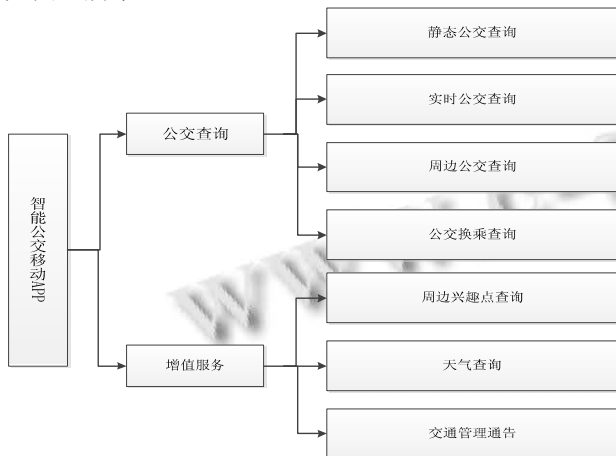 智能公交移动APP
公交查询
静态公交查询
实时公交查询
周边公交查询
公交换乘查询
增值服务
周边兴趣点查询
天气查询
交通管理通告